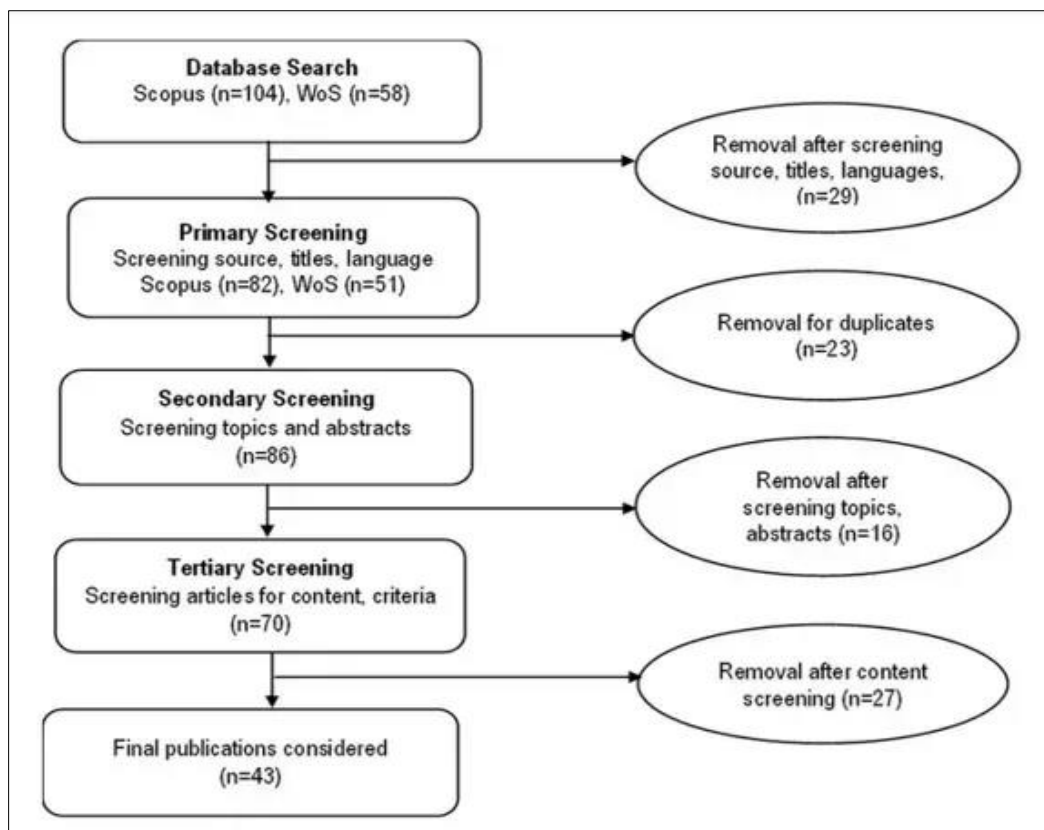 Database Search
Scopus (n=104), WoS (n=58)
Removal after screening
source, titles, languages,
(n=29)
Primary Screening
Screening source, titles, language
Scopus (n=82), WoS (n=51)
Removal for duplicates
(n=23)
Secondary Screening
Screening topics and abstracts
(n=86)
Removal after
screening topics,
abstracts (n=16)
Tertiary Screening
Screening articles for content, criteria
(n=70)
Removal after content
screening (n=27)
Final publications considered
(n=43)